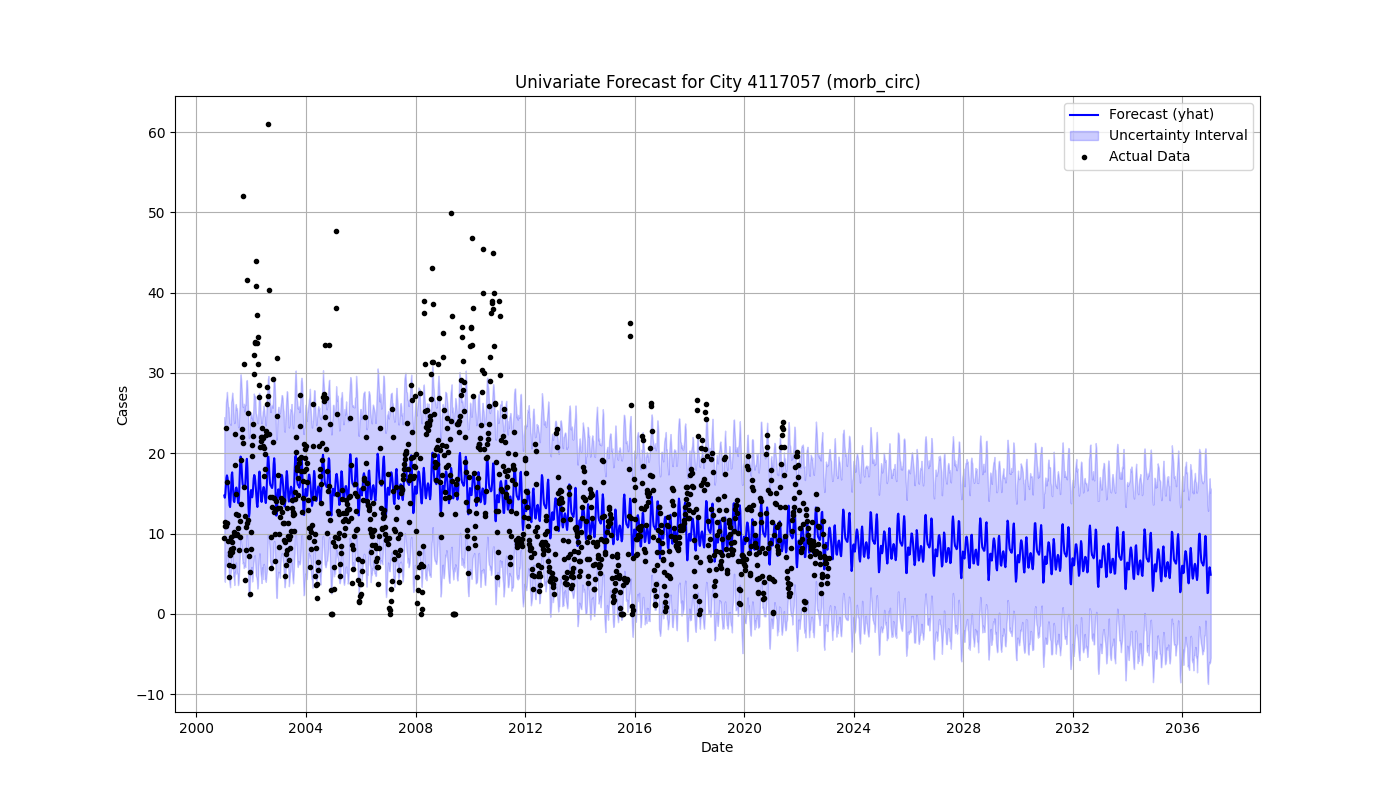 Univariate Forecast for City 4117057 (morb_circ)
Forecast (yhat)
Uncertainty Interval
Actual Data
60
50
40
30
20
10
0
−10
Cases
2000 2004 2008 2012 2016 2020 2024 2028 2032 2036
Date